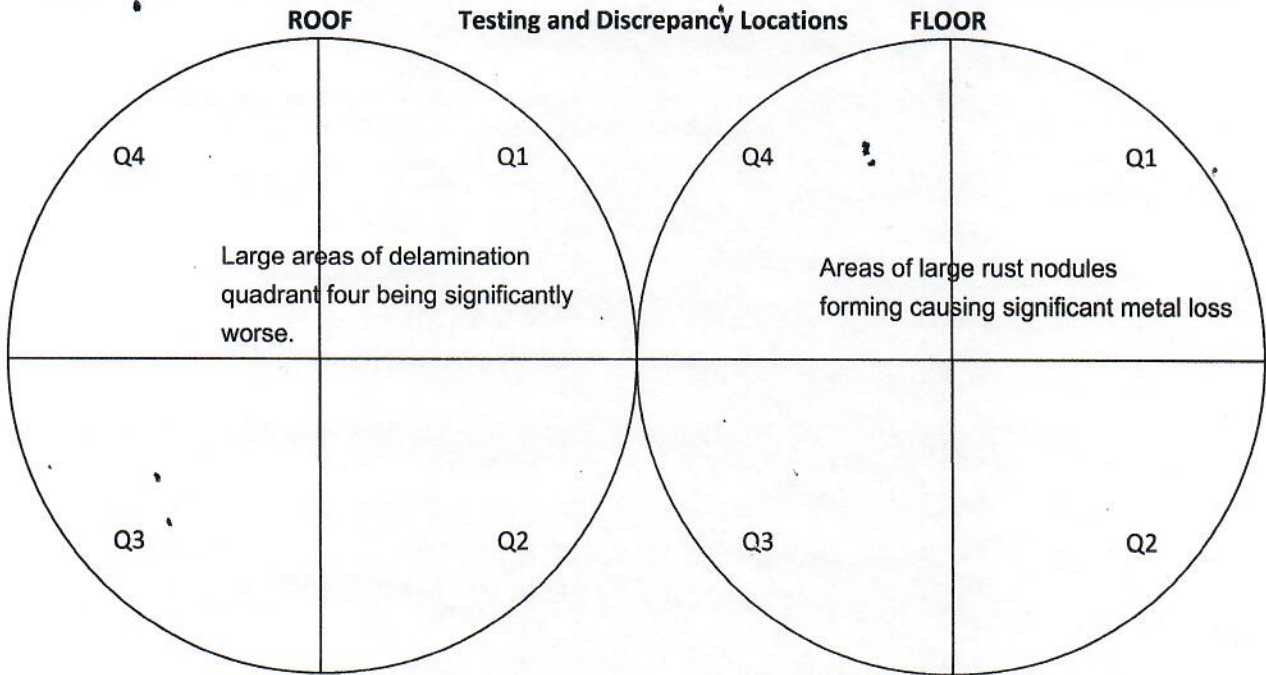 ROOF Testing and Discrepancy Locations FLOOR
Q4 Q1 Q4 Q1
Large areas of delamination
quadrant four being significantly
worse.
Areas of large rust nodules
forming causing significant metal loss
Q3 Q2 Q3 Q2